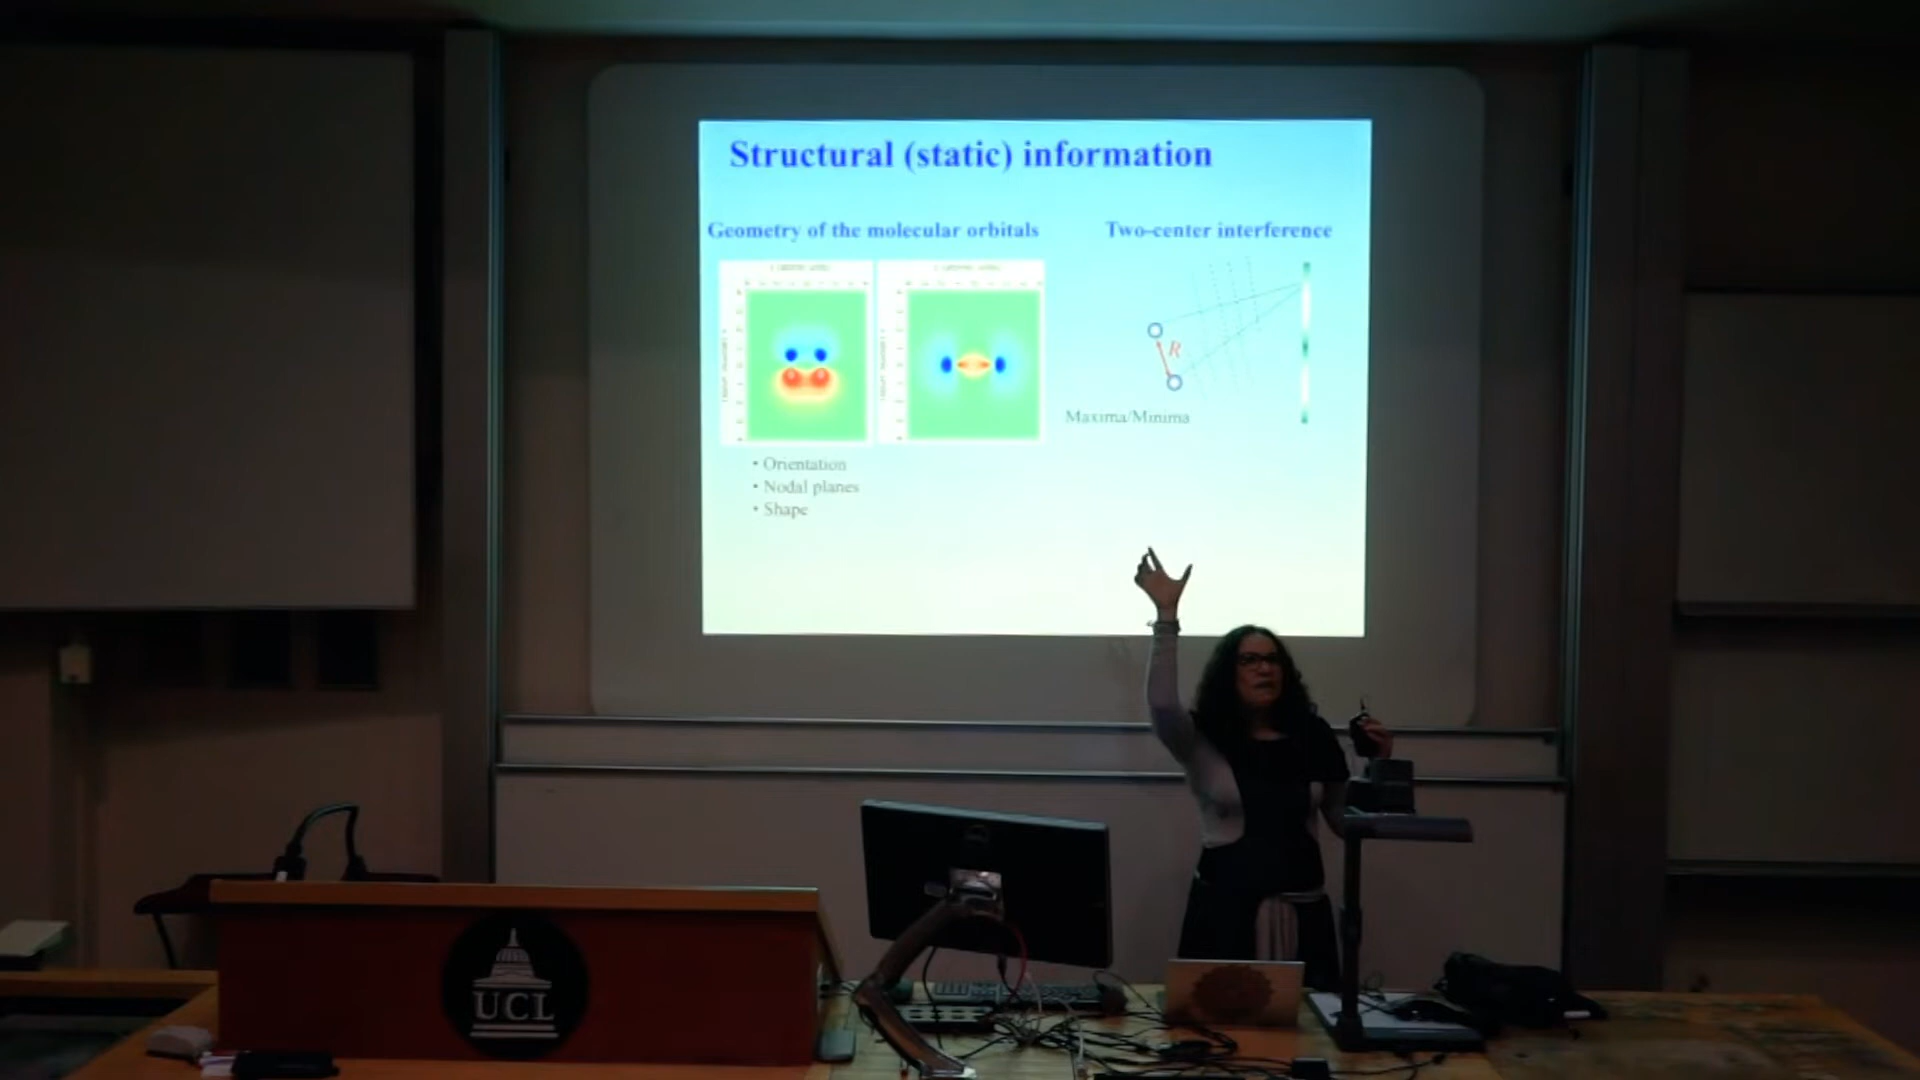 Structural (static) information
Geometry of the molecular orbitals
Two-center interference
R
Maxima/Minima
• Orientation
• Nodal planes
• Shape
UCL